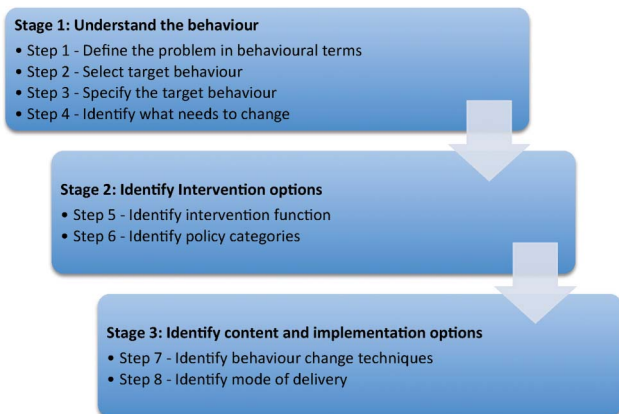 Stage 1: Understand the behaviour
• Step 1 - Define the problem in behavioural terms
• Step 2 - Select target behaviour
• Step 3 - Specify the target behaviour
• Step 4 - Identify what needs to change
Stage 2: Identify Intervention options
• Step 5 - Identify intervention function
• Step 6 - Identify policy categories
Stage 3: Identify content and implementation options
• Step 7 - Identify behaviour change techniques
• Step 8 - Identify mode of delivery